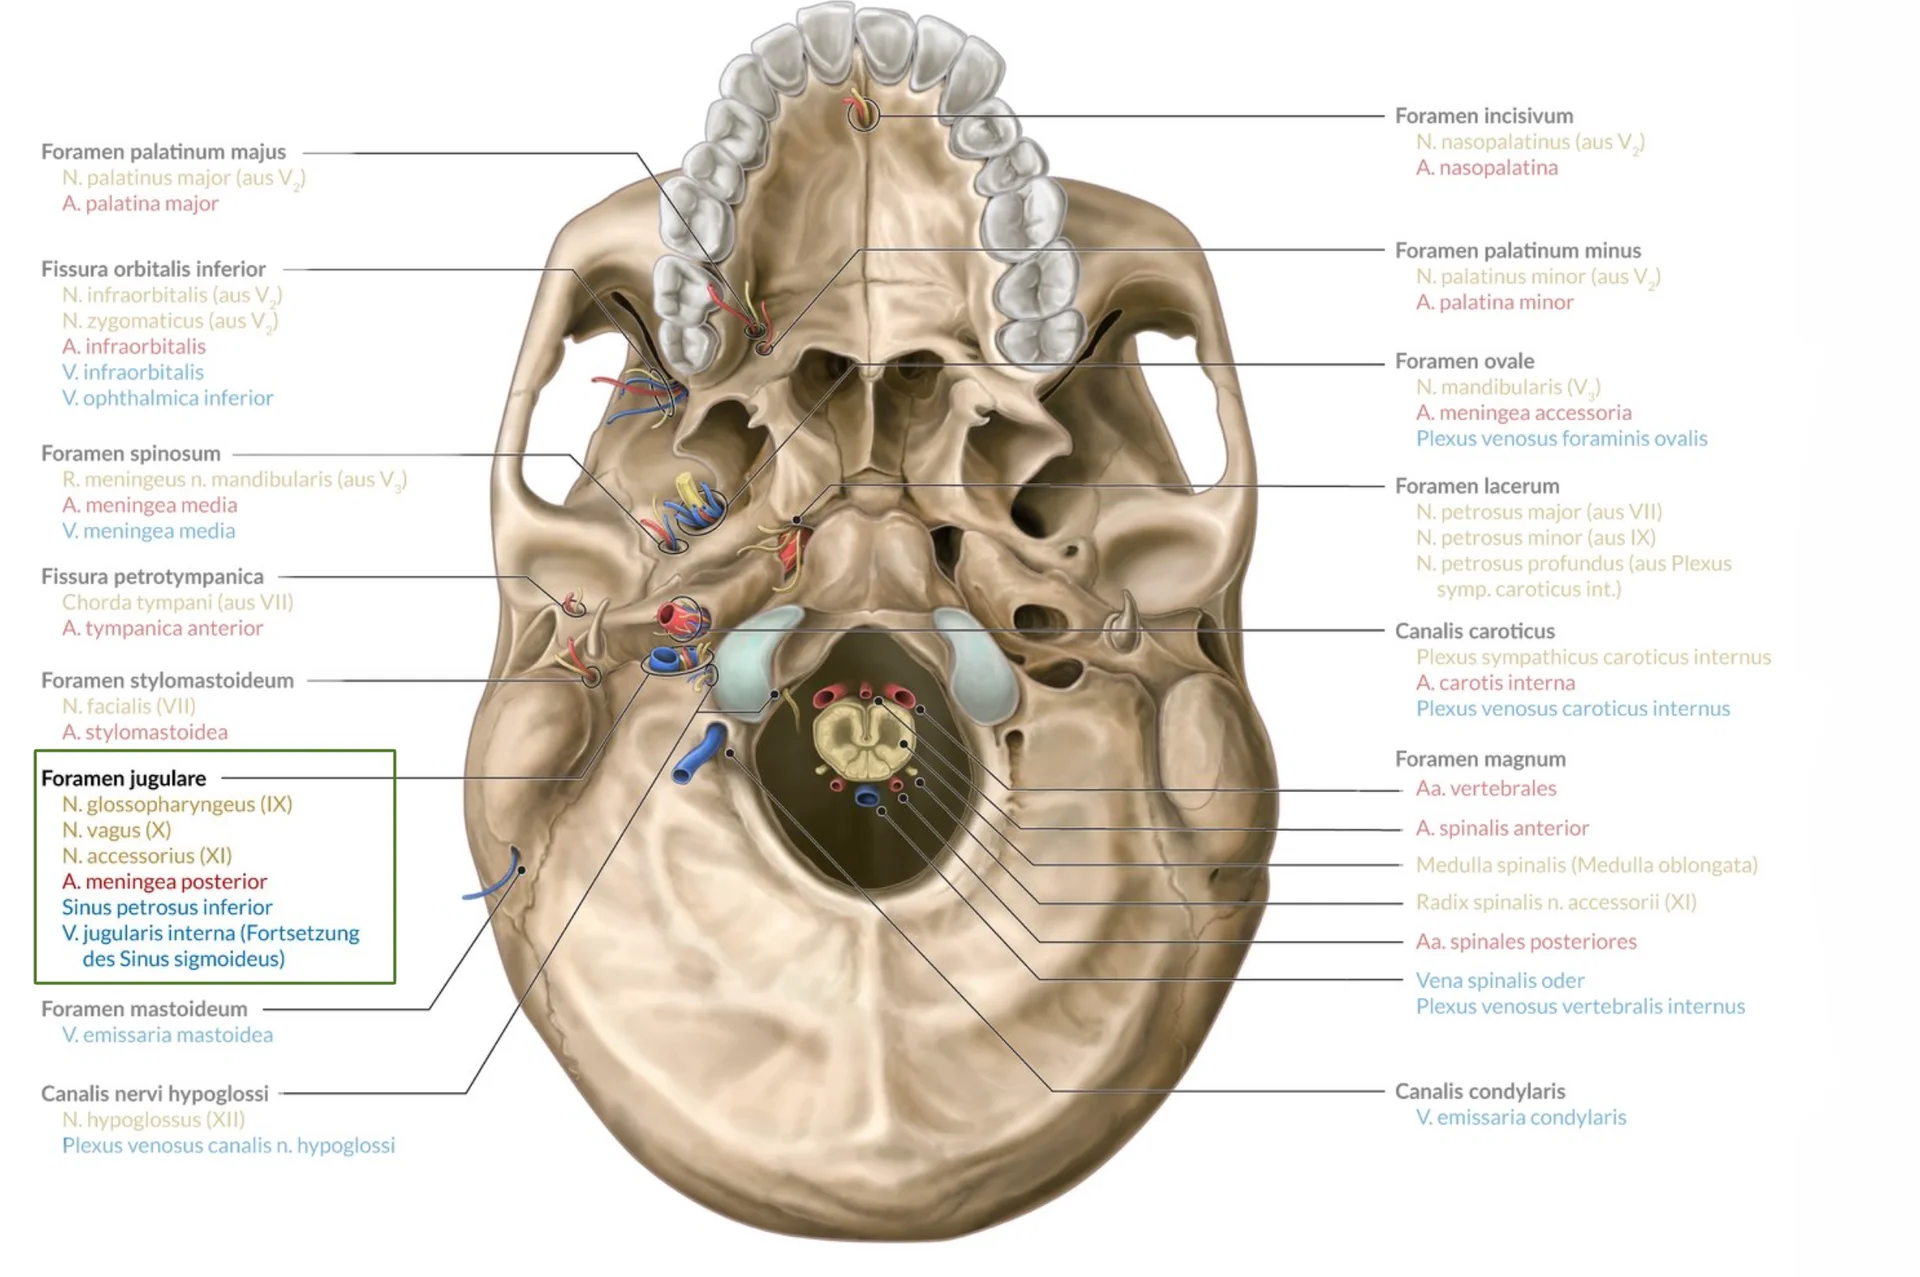 Foramen palatinum majus
N. palatinus major (aus V2)
A. palatina major
Fissura orbitalis inferior
N. infraorbitalis (aus V2)
N. zygomaticus (aus V2)
A. infraorbitalis
V. infraorbitalis
V. ophthalmica inferior
Foramen spinosum
R. meningeus n. mandibularis (aus V3)
A. meningea media
V. meningea media
Fissura petrotympanica
Chorda tympani (aus VII)
A. tympanica anterior
Foramen stylomastoideum
N. facialis (VII)
A. stylomastoidea
Foramen jugulare
N. glossopharyngeus (IX)
N. vagus (X)
N. accessorius (XI)
A. meningea posterior
Sinus petrosus inferior
V. jugularis interna (Fortsetzung
des Sinus sigmoideus)
Foramen mastoideum
V. emissaria mastoidea
Canalis nervi hypoglossi
N. hypoglossus (XII)
Plexus venosus canalis n. hypoglossi
Foramen incisivum
N. nasopalatinus (aus V2)
A. nasopalatina
Foramen palatinum minus
N. palatinus minor (aus V2)
A. palatina minor
Foramen ovale
N. mandibularis (V3)
A. meningea accessoria
Plexus venosus foraminis ovalis
Foramen lacerum
N. petrosus major (aus VII)
N. petrosus minor (aus IX)
N. petrosus profundus (aus Plexus
symp. caroticus int.)
Canalis caroticus
Plexus sympathicus caroticus internus
A. carotis interna
Plexus venosus caroticus internus
Foramen magnum
Aa. vertebrales
A. spinalis anterior
Medulla spinalis (Medulla oblongata)
Radix spinalis n. accessorii (XI)
Aa. spinales posteriores
Vena spinalis oder
Plexus venosus vertebralis internus
Canalis condylaris
V. emissaria condylaris